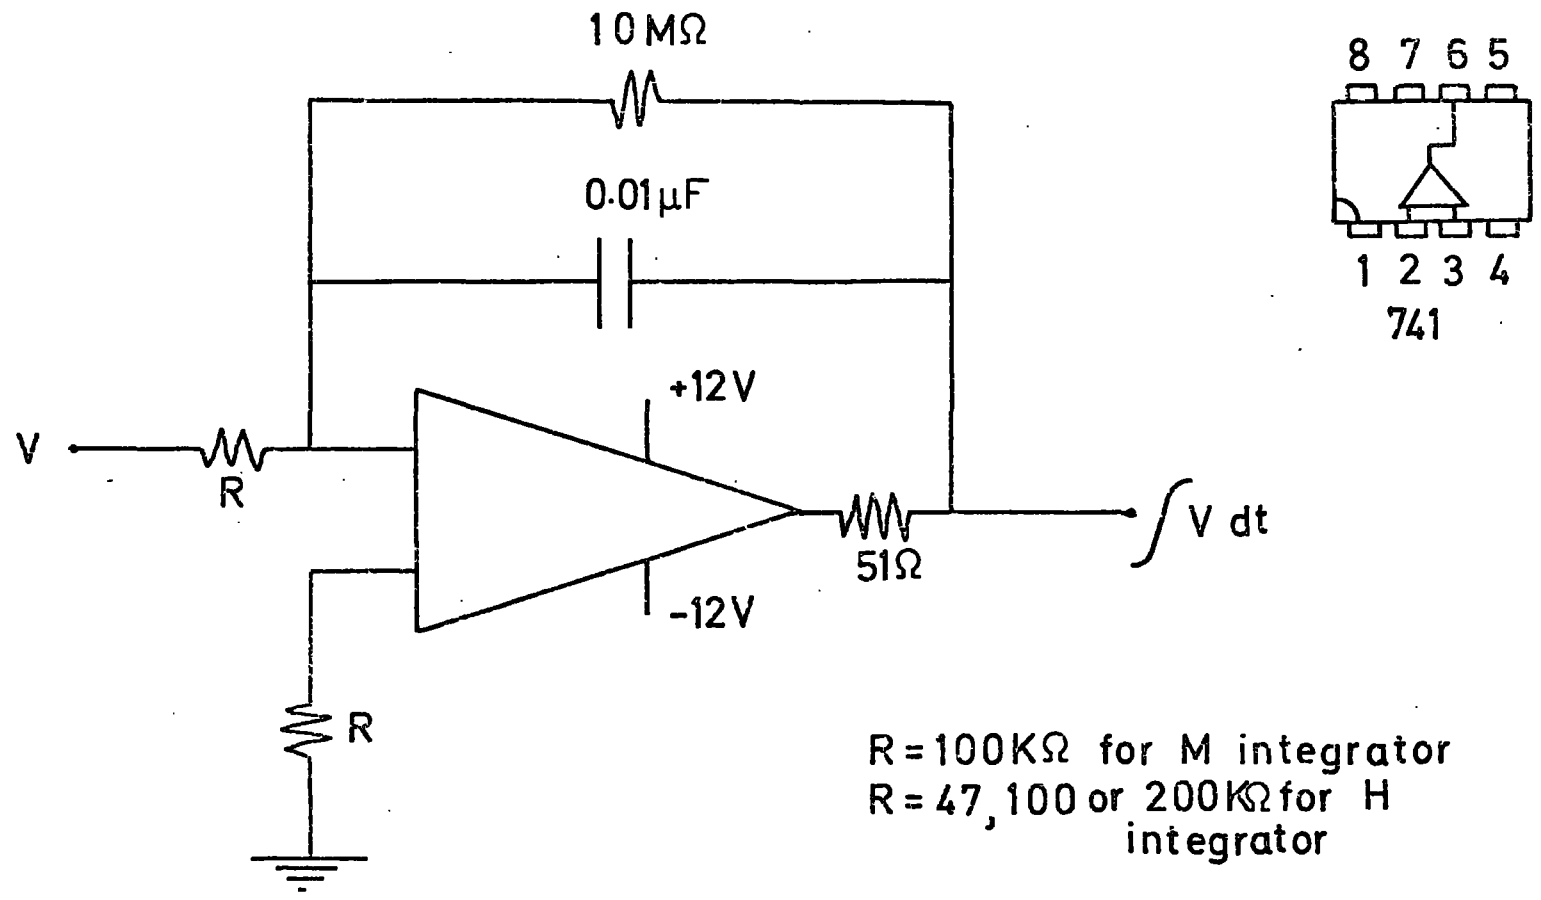 10 MΩ
0.01 μF
+12V
V
R
∫V dt
51Ω
-12V
R
8 7 6 5
1 2 3 4
741
R = 100KΩ for M integrator
R = 47, 100 or 200KΩ for H
integrator